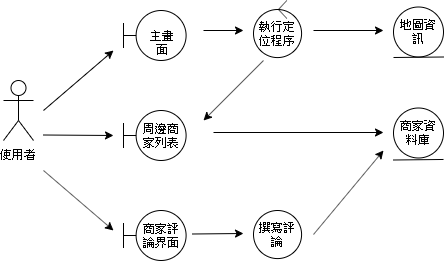 主畫
面
執行定
位程序
地圖資
訊
周邊商
家列表
商家資
料庫
使用者
商家評
論界面
撰寫評
論